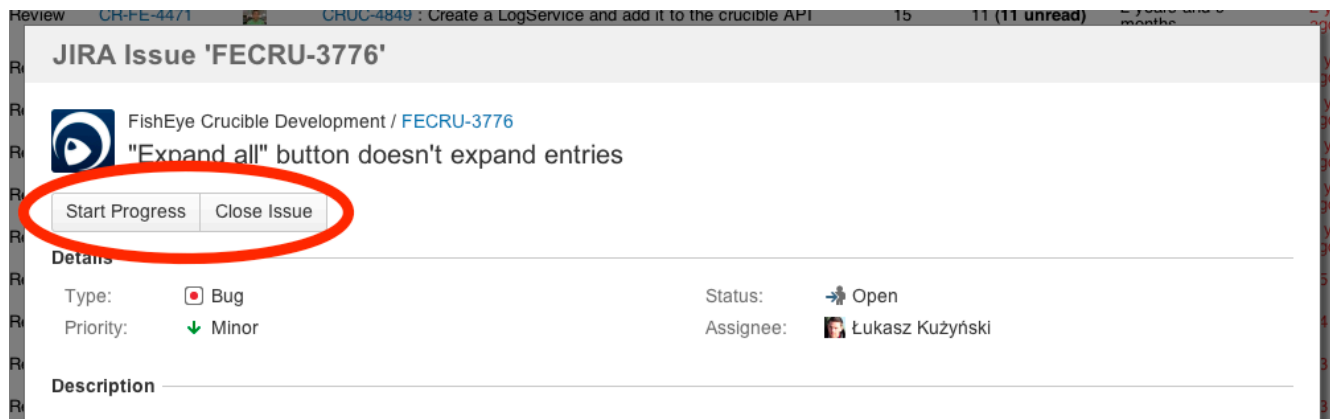 Review CR-FE-4471 CRUC-4849 : Create a LogService and add it to the crucible API 15 11 (11 unread) months
JIRA Issue 'FECRU-3776'
FishEye Crucible Development / FECRU-3776
"Expand all" button doesn't expand entries
Start Progress Close Issue
Details
Type: Bug Status: Open
Priority: Minor Assignee: Łukasz Kużyński
Description